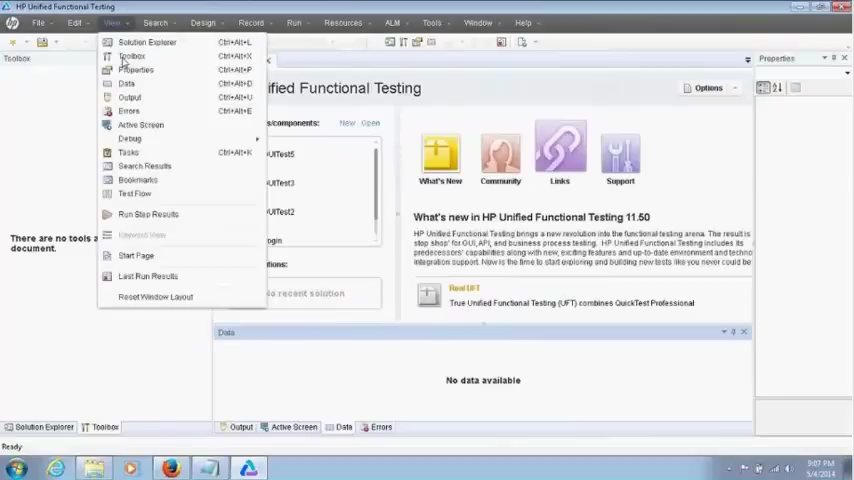 HP Unified Functional Testing
File Edit View Search Design Record Run Resources ALM Tools Window Help
Toolbox
Solution Explorer Ctrl+Alt+L
Toolbox Ctrl+Alt+X
Properties Ctrl+Alt+P
Data Ctrl+Alt+D
Output Ctrl+Alt+U
Errors Ctrl+Alt+E
Active Screen
Debug
Tasks Ctrl+Alt+K
Search Results
Bookmarks
Test Flow
Run Step Results
Keyword View
Start Page
Last Run Results
Reset Window Layout
There are no tools a
document.
ified Functional Testing
Options
s/components: New Open
UITest5
UITest3
UITest2
ogin
tions:
o recent solution
What's New Community Links Support
What's new in HP Unified Functional Testing 11.50
HP Unified Functional Testing brings a new revolution into the functional testing arena. The result is
stop shop' for GUI,API, and business process testing. HP Unified Functional Testing includes its
predecessors' capabilities along with new, exciting features and up-to-date environment and techno
integration support. Now is the time to start exploring and building new tests like you never could be
Real UFT
True Unified Functional Testing (UFT) combines QuickTest Professional
Properties
Data
No data available
Solution Explorer Toolbox
Output Active Screen Data Errors
Ready
9:07 PM
5/4/2014